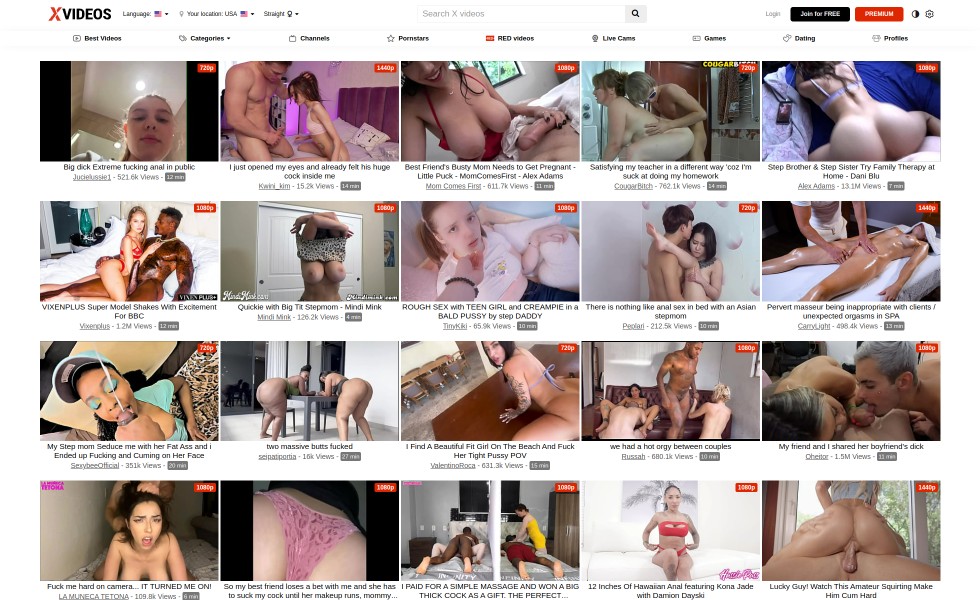 XVIDEOS
Language:
Your location: USA
Straight
Search X videos
Login
Join for FREE
PREMIUM
Best Videos
Categories
Channels
Pornstars
RED videos
Live Cams
Games
Dating
Profiles
720p
1440p
1080p
720p
1080p
Big dick Extreme fucking anal in public
Jucielussie1 - 521.6k Views - 12 min
I just opened my eyes and already felt his huge
cock inside me
Kwini_kim - 15.2k Views - 14 min
Best Friend's Busty Mom Needs to Get Pregnant -
Little Puck - MomComesFirst - Alex Adams
Mom Comes First - 611.7k Views - 11 min
Satisfying my teacher in a different way 'coz I'm
suck at doing my homework
CougarBitch - 762.1k Views - 14 min
Step Brother & Step Sister Try Family Therapy at
Home - Dani Blu
Alex Adams - 13.1M Views - 7 min
1080p
1080p
1080p
720p
1440p
VIXEN PLUS+
MindiMink.com
VIXENPLUS Super Model Shakes With Excitement
For BBC
Vixenplus - 1.2M Views - 12 min
Quickie with Big Tit Stepmom - Mindi Mink
Mindi Mink - 126.2k Views - 4 min
ROUGH SEX with TEEN GIRL and CREAMPIE in a
BALD PUSSY by step DADDY
TinyKiki - 65.9k Views - 10 min
There is nothing like anal sex in bed with an Asian
stepmom
Peplari - 212.5k Views - 10 min
Pervert masseur being inappropriate with clients /
unexpected orgasms in SPA
CarryLight - 498.4k Views - 13 min
720p
1080p
720p
1080p
1080p
My Step mom Seduce me with her Fat Ass and i
Ended up Fucking and Cuming on Her Face
SexybeeOfficial - 351k Views - 20 min
two massive butts fucked
seipatiportia - 16k Views - 27 min
I Find A Beautiful Fit Girl On The Beach And Fuck
Her Tight Pussy POV
ValentinoRoca - 631.3k Views - 15 min
we had a hot orgy between couples
Russah - 680.1k Views - 10 min
My friend and I shared her boyfriend's dick
Oheitor - 1.5M Views - 11 min
LA MUÑECA
TETONA
1080p
1080p
1080p
1080p
1440p
Fuck me hard on camera... IT TURNED ME ON!
LA MUNECA TETONA - 109.8k Views - 6 min
So my best friend loses a bet with me and she has
to suck my cock until her makeup runs, mommy...
I PAID FOR A SIMPLE MASSAGE AND WON A BIG
THICK COCK AS A GIFT. THE PERFECT...
12 Inches Of Hawaiian Anal featuring Kona Jade
with Damion Dayski
Lucky Guy! Watch This Amateur Squirting Make
Him Cum Hard